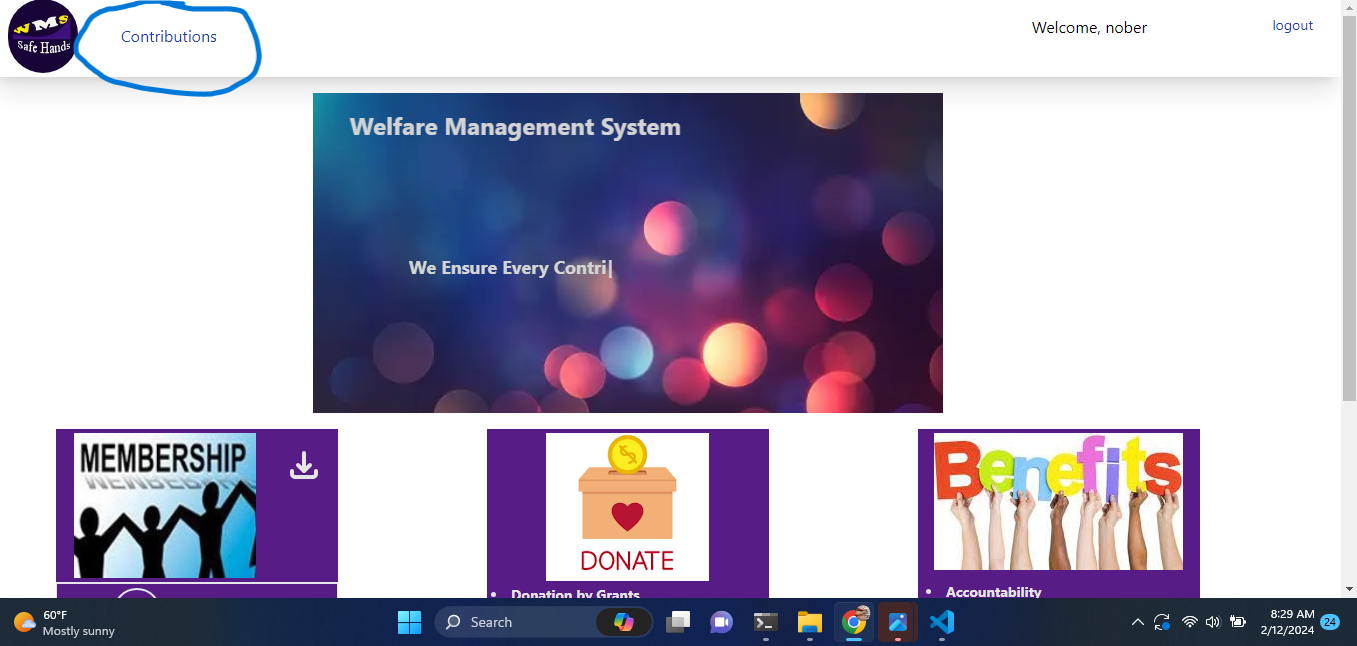 WMS
Safe Hands
Contributions
Welcome, nober
logout
Welfare Management System
We Ensure Every Contri|
MEMBERSHIP
DONATE
Benefits
• Donation by Grants
• Accountability
60°F
Mostly sunny
Search
8:29 AM
2/12/2024
24